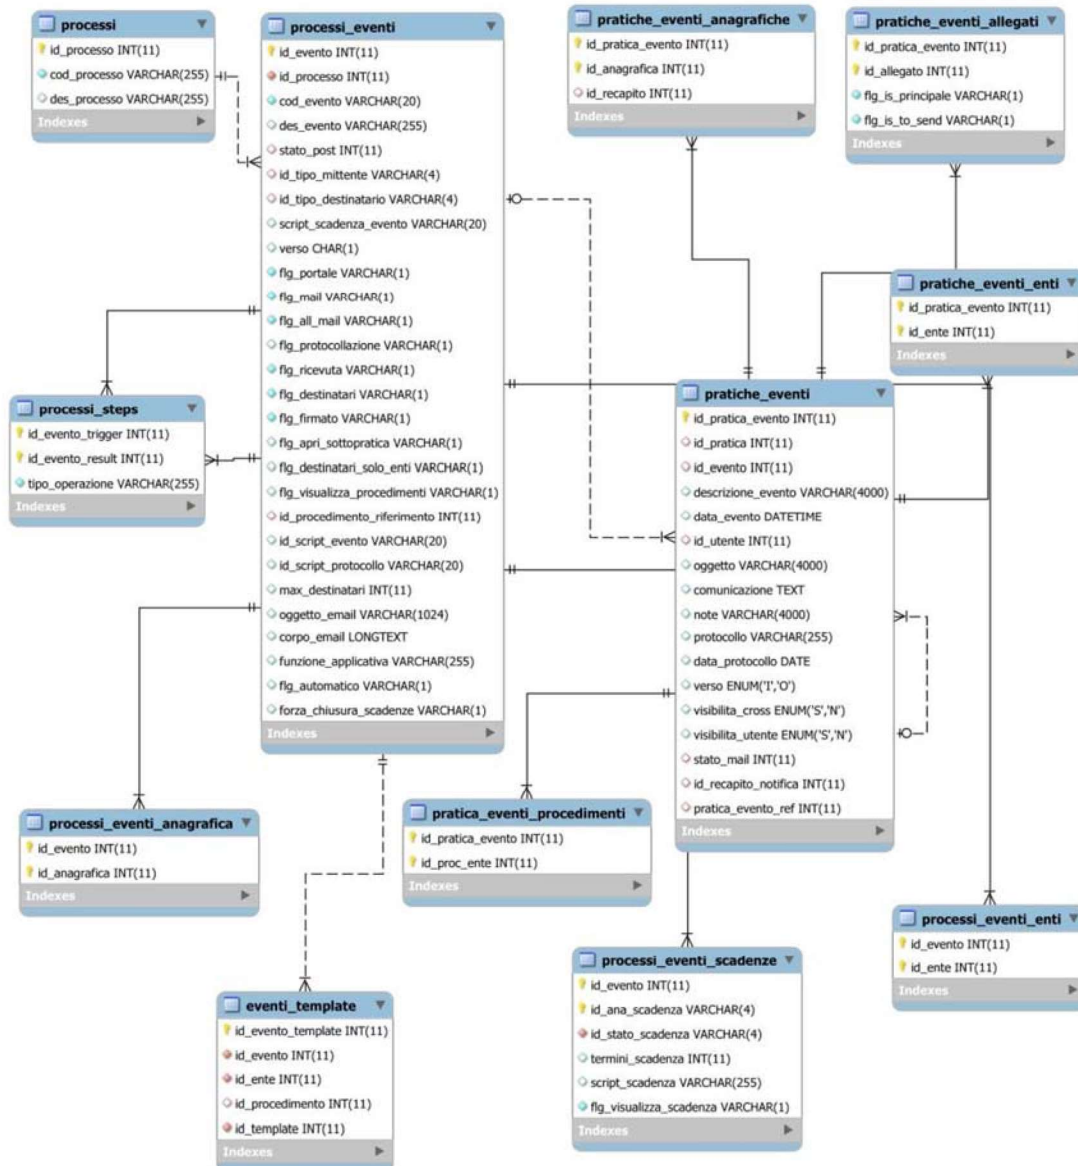 processi
id_processo INT(11)
cod_processo VARCHAR(255)
des_processo VARCHAR(255)
Indexes
processi_eventi
id_evento INT(11)
id_processo INT(11)
cod_evento VARCHAR(20)
des_evento VARCHAR(255)
stato_post INT(11)
id_tipo_mittente VARCHAR(4)
id_tipo_destinatario VARCHAR(4)
script_scadenza_evento VARCHAR(20)
verso CHAR(1)
flg_portale VARCHAR(1)
flg_mail VARCHAR(1)
flg_all_mail VARCHAR(1)
flg_protocollazione VARCHAR(1)
flg_ricevuta VARCHAR(1)
flg_destinatari VARCHAR(1)
flg_firmato VARCHAR(1)
flg_apri_sottopratica VARCHAR(1)
flg_destinatari_solo_enti VARCHAR(1)
flg_visualizza_procedimenti VARCHAR(1)
id_procedimento_riferimento INT(11)
id_script_evento VARCHAR(20)
id_script_protocollo VARCHAR(20)
max_destinatari INT(11)
oggetto_email VARCHAR(1024)
corpo_email LONGTEXT
funzione_applicativa VARCHAR(255)
flg_automatico VARCHAR(1)
forza_chiusura_scadenze VARCHAR(1)
Indexes
pratiche_eventi_anagrafiche
id_pratica_evento INT(11)
id_anagrafica INT(11)
id_recapito INT(11)
Indexes
pratiche_eventi_allegati
id_pratica_evento INT(11)
id_allegato INT(11)
flg_is_principale VARCHAR(1)
flg_is_to_send VARCHAR(1)
Indexes
pratiche_eventi_enti
id_pratica_evento INT(11)
id_ente INT(11)
Indexes
processi_steps
id_evento_trigger INT(11)
id_evento_result INT(11)
tipo_operazione VARCHAR(255)
Indexes
pratiche_eventi
id_pratica_evento INT(11)
id_pratica INT(11)
id_evento INT(11)
descrizione_evento VARCHAR(4000)
data_evento DATETIME
id_utente INT(11)
oggetto VARCHAR(4000)
comunicazione TEXT
note VARCHAR(4000)
protocollo VARCHAR(255)
data_protocollo DATE
verso ENUM('I','O')
visibilita_cross ENUM('S','N')
visibilita_utente ENUM('S','N')
stato_mail INT(11)
id_recapito_notifica INT(11)
pratica_evento_ref INT(11)
Indexes
processi_eventi_anagrafica
id_evento INT(11)
id_anagrafica INT(11)
Indexes
pratica_eventi_procedimenti
id_pratica_evento INT(11)
id_proc_ente INT(11)
Indexes
processi_eventi_enti
id_evento INT(11)
id_ente INT(11)
Indexes
eventi_template
id_evento_template INT(11)
id_evento INT(11)
id_ente INT(11)
id_procedimento INT(11)
id_template INT(11)
Indexes
processi_eventi_scadenze
id_evento INT(11)
id_ana_scadenza VARCHAR(4)
id_stato_scadenza VARCHAR(4)
termini_scadenza INT(11)
script_scadenza VARCHAR(255)
flg_visualizza_scadenza VARCHAR(1)
Indexes